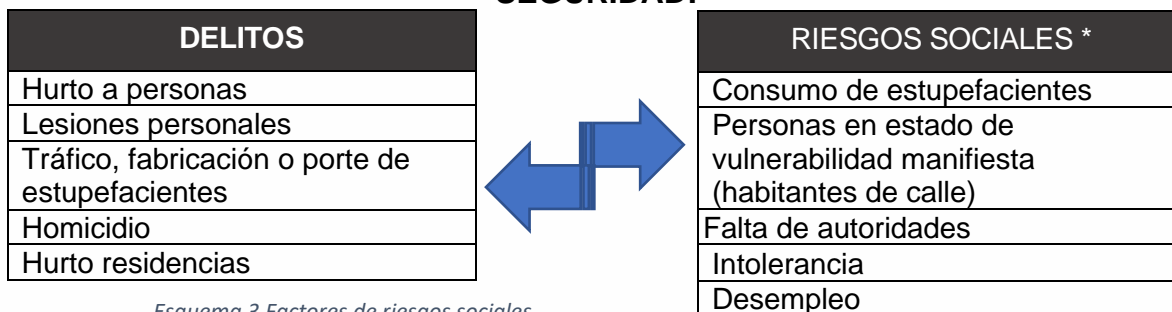 SEGURIDAD.
DELITOS
Hurto a personas
Lesiones personales
Tráfico, fabricación o porte de
estupefacientes
Homicidio
Hurto residencias
RIESGOS SOCIALES *
Consumo de estupefacientes
Personas en estado de
vulnerabilidad manifiesta
(habitantes de calle)
Falta de autoridades
Intolerancia
Desempleo
Esquema 3 Factores de riesgos sociales